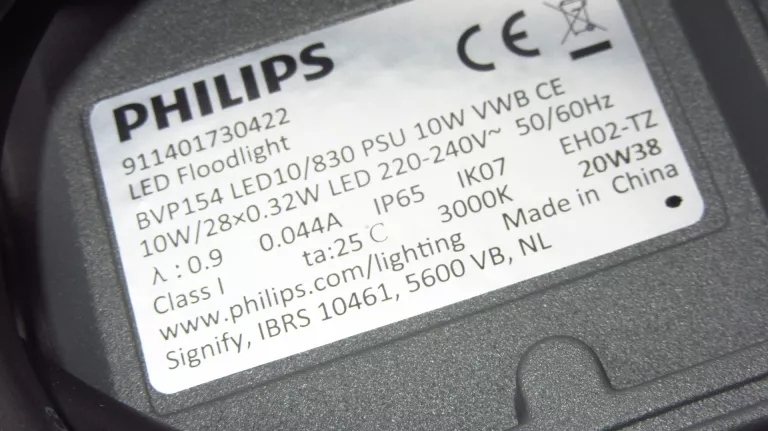 PHILIPS CE
911401730422
LED Floodlight
BVP154 LED10/830 PSU 10W VWB CE
10W/28×0.32W LED 220-240V~ 50/60Hz
λ : 0.9 0.044A IP65 IK07 EH02-TZ
Class I ta:25℃ 3000K 20W38
www.philips.com/lighting Made in China
Signify, IBRS 10461, 5600 VB, NL